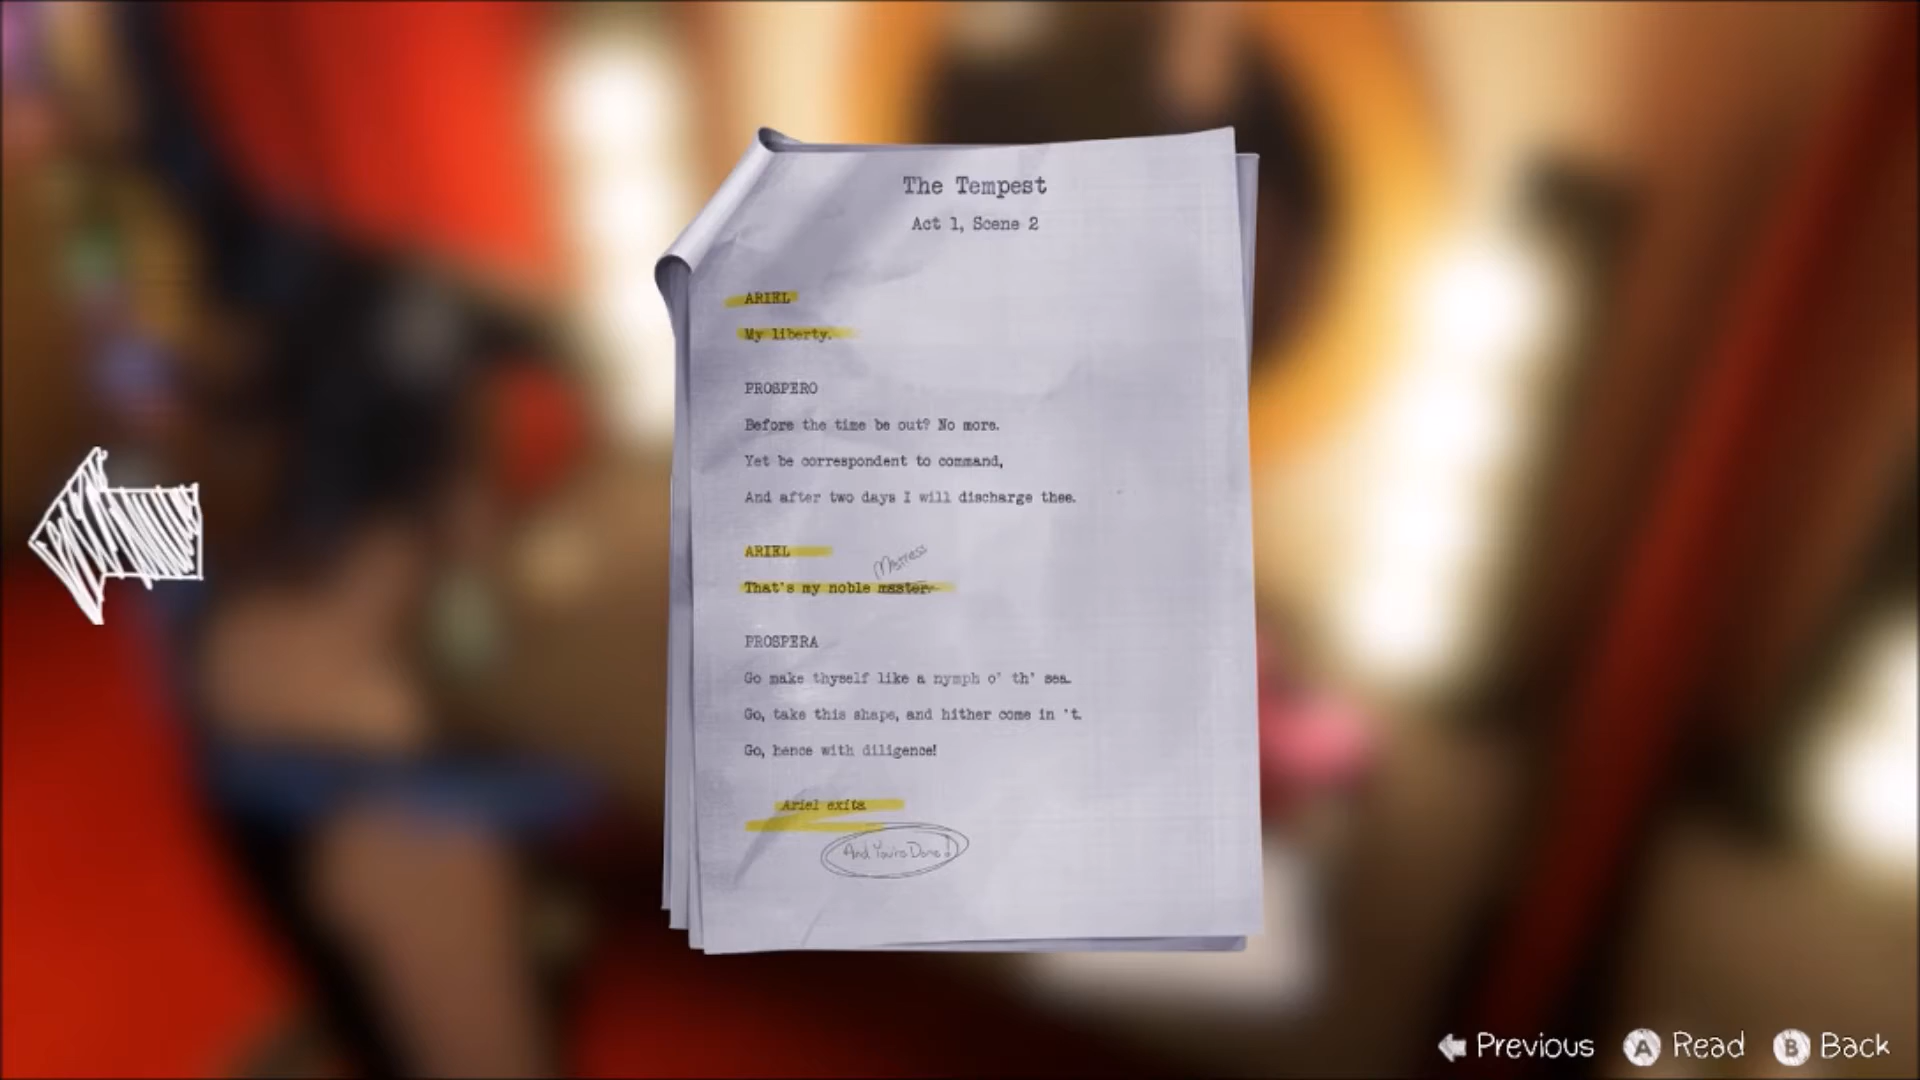 The Tempest
Act 1, Scene 2
ARIEL
My liberty.
PROSPERO
Before the time be out? No more.
Yet be correspondent to command,
And after two days I will discharge thee.
ARIEL
Mistress
That's my noble master.
PROSPERA
Go make thyself like a nymph o' th' sea.
Go, take this shape, and hither come in 't.
Go, hence with diligence!
Ariel exits
And You're Done!
Previous A Read B Back